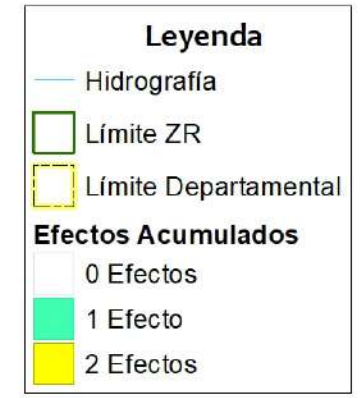 Leyenda
Hidrografía
Límite ZR
Límite Departamental
Efectos Acumulados
0 Efectos
1 Efecto
2 Efectos